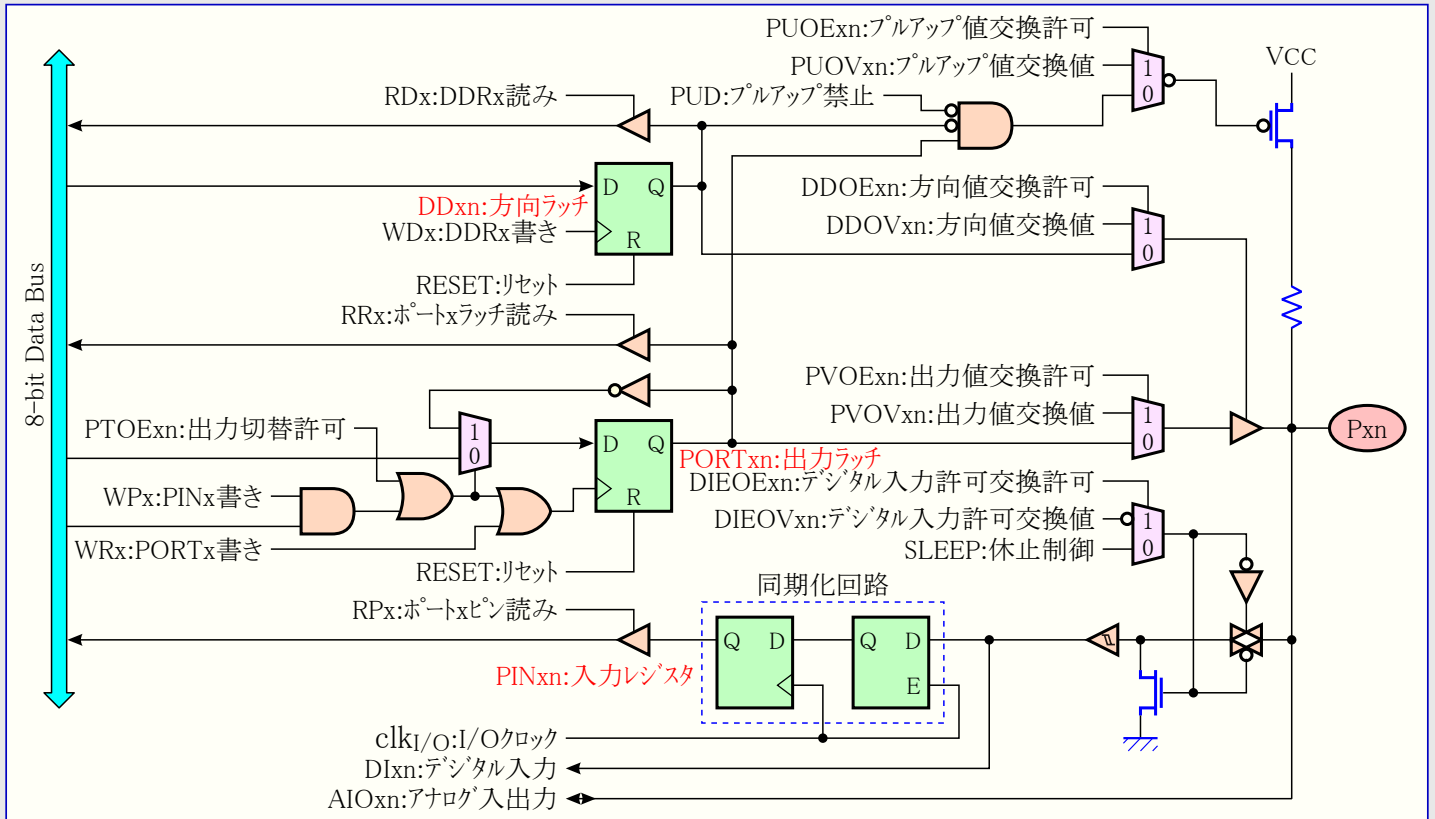 PUOExn:プルアップ値交換許可
PUOVxn:プルアップ値交換値
1
0
VCC
RDx:DDRx読み
PUD:プルアップ禁止
D
Q
R
DDxn:方向ラッチ
WDx:DDRx書き
DDOExn:方向値交換許可
DDOVxn:方向値交換値
1
0
RESET:リセット
8-bit Data Bus
RRx:ポートxラッチ読み
PVOExn:出力値交換許可
PVOVxn:出力値交換値
1
0
Pxn
PTOExn:出力切替許可
1
0
D
Q
R
PORTxn:出力ラッチ
WPx:PINx書き
DIEOExn:デジタル入力許可交換許可
DIEOVxn:デジタル入力許可交換値
1
0
WRx:PORTx書き
SLEEP:休止制御
RESET:リセット
同期化回路
RPx:ポートxピン読み
Q
D
Q
D
E
PINxn:入力レジスタ
clkI/O:I/Oクロック
DIxn:デジタル入力
AIOxn:アナログ入出力